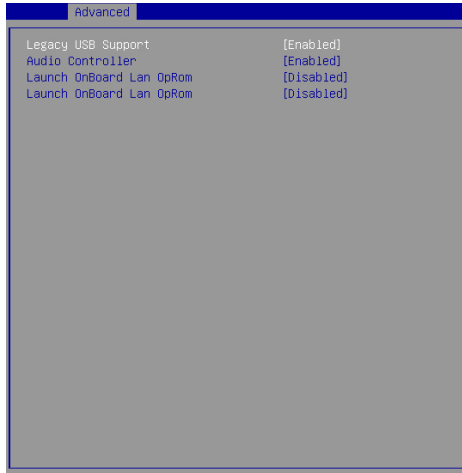 Advanced
Legacy USB Support [Enabled]
Audio Controller [Enabled]
Launch OnBoard Lan OpRom [Disabled]
Launch OnBoard Lan OpRom [Disabled]